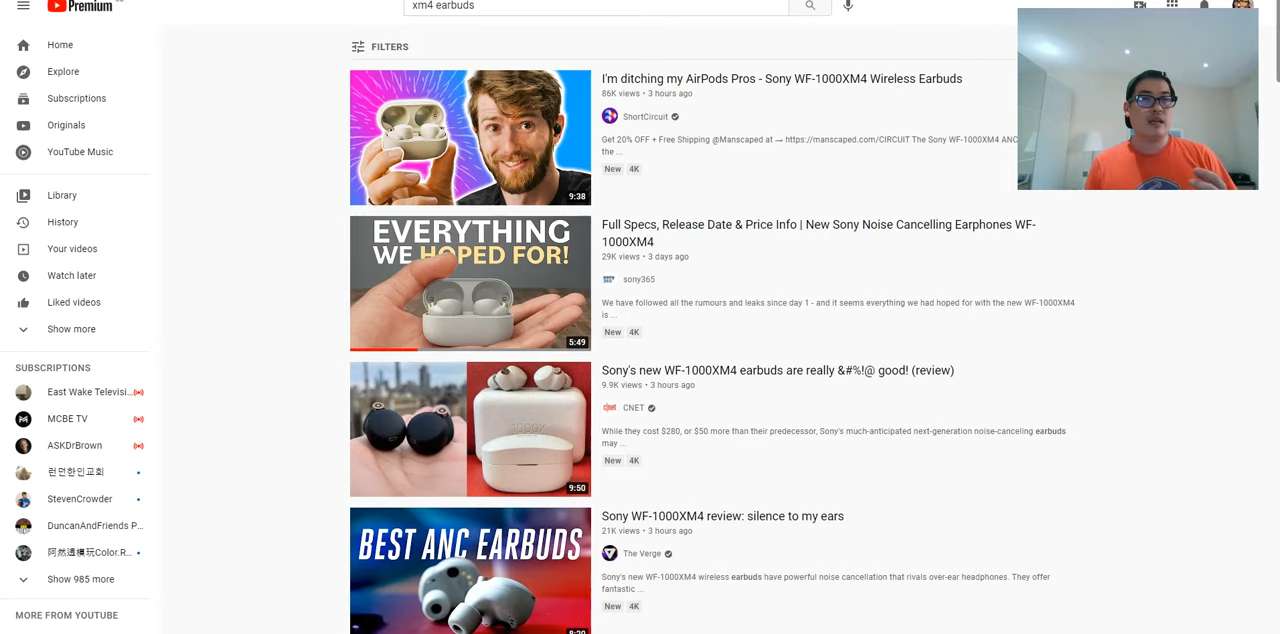 Premium
xm4 earbuds
Home
Explore
Subscriptions
Originals
YouTube Music
Library
History
Your videos
Watch later
Liked videos
Show more
SUBSCRIPTIONS
East Wake Televisi...
MCBE TV
ASKDrBrown
런던한인교회
StevenCrowder
DuncanAndFriends P...
阿然透模玩Color.R...
Show 985 more
MORE FROM YOUTUBE
FILTERS
9:38
I'm ditching my AirPods Pros - Sony WF-1000XM4 Wireless Earbuds
86K views • 3 hours ago
ShortCircuit
Get 20% OFF + Free Shipping @Manscaped at → https://manscaped.com/CIRCUIT The Sony WF-1000XM4 ANC
the ...
New 4K
EVERYTHING
WE HOPED FOR!
5:49
Full Specs, Release Date & Price Info | New Sony Noise Cancelling Earphones WF-
1000XM4
29K views • 3 days ago
sony365
We have followed all the rumours and leaks since day 1 - and it seems everything we had hoped for with the new WF-1000XM4
is ...
New 4K
9:50
Sony's new WF-1000XM4 earbuds are really &#%!@ good! (review)
9.9K views • 3 hours ago
cnet
CNET
While they cost $280, or $50 more than their predecessor, Sony's much-anticipated next-generation noise-canceling earbuds
may ...
New 4K
BEST ANC EARBUDS
8:20
Sony WF-1000XM4 review: silence to my ears
21K views • 3 hours ago
The Verge
Sony's new WF-1000XM4 wireless earbuds have powerful noise cancellation that rivals over-ear headphones. They offer
fantastic ...
New 4K